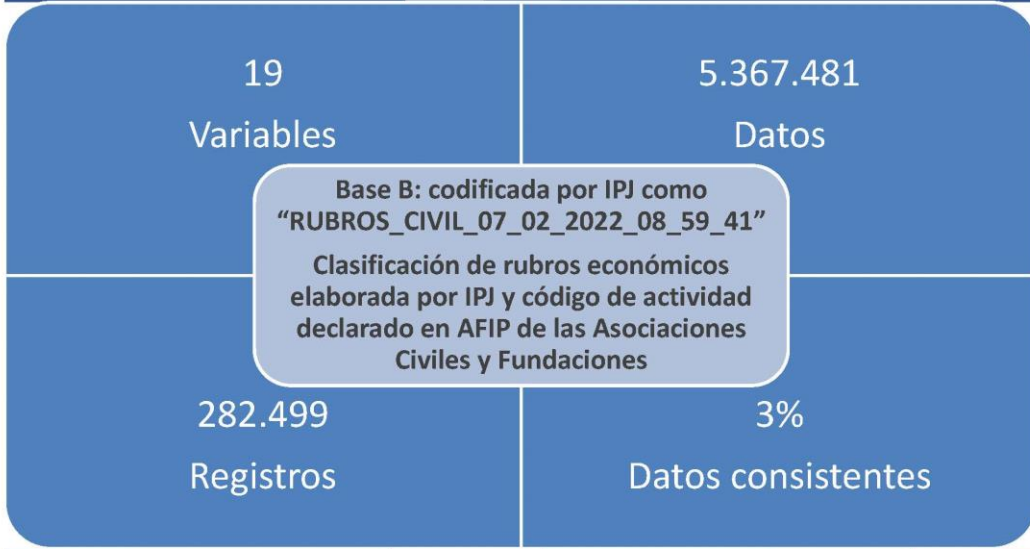 19
Variables
5.367.481
Datos
Base B: codificada por IPJ como
“RUBROS_CIVIL_07_02_2022_08_59_41”
Clasificación de rubros económicos
elaborada por IPJ y código de actividad
declarado en AFIP de las Asociaciones
Civiles y Fundaciones
282.499
Registros
3%
Datos consistentes